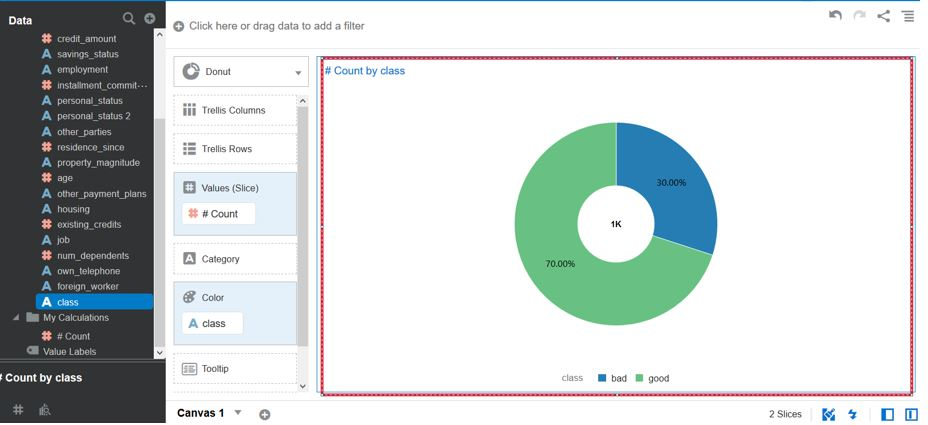 Data
credit_amount
savings_status
employment
installment_commit···
personal_status
personal_status 2
other_parties
residence_since
property_magnitude
age
other_payment_plans
housing
existing_credits
job
num_dependents
own_telephone
foreign_worker
class
My Calculations
# Count
Value Labels
# Count by class
Click here or drag data to add a filter
Donut
Trellis Columns
Trellis Rows
Values (Slice)
# Count
Category
Color
class
Tooltip
# Count by class
30.00%
1K
70.00%
class bad good
Canvas 1
2 Slices